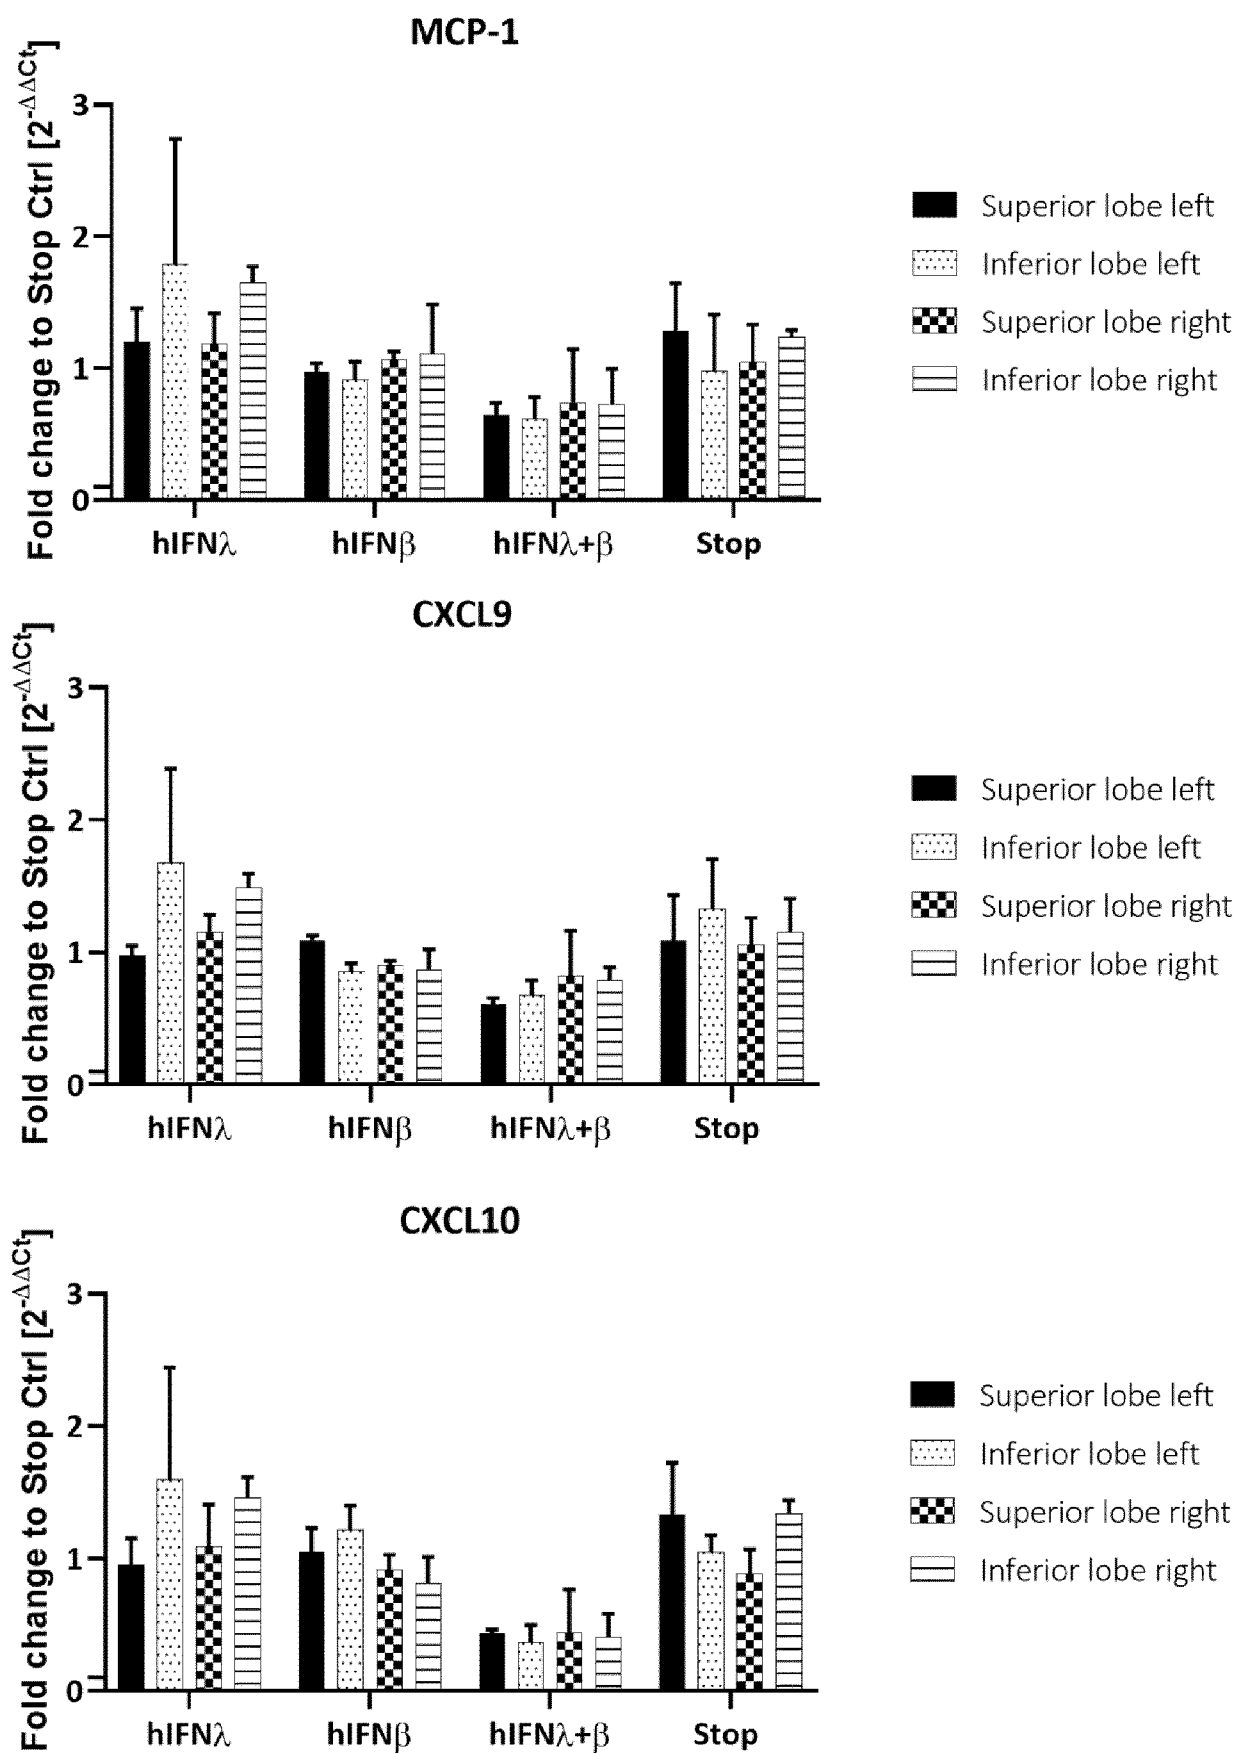 MCP-1
Fold change to Stop Ctrl [2-ΔΔCt]
3
2
1
0
hIFNλ hIFNβ hIFNλ+β Stop
Superior lobe left
Inferior lobe left
Superior lobe right
Inferior lobe right
CXCL9
Fold change to Stop Ctrl [2-ΔΔCt]
3
2
1
0
hIFNλ hIFNβ hIFNλ+β Stop
Superior lobe left
Inferior lobe left
Superior lobe right
Inferior lobe right
CXCL10
Fold change to Stop Ctrl [2-ΔΔCt]
3
2
1
0
hIFNλ hIFNβ hIFNλ+β Stop
Superior lobe left
Inferior lobe left
Superior lobe right
Inferior lobe right